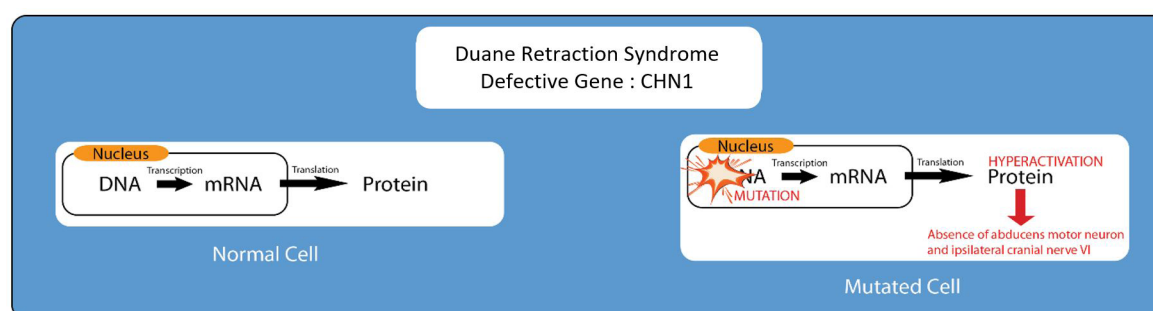 Duane Retraction Syndrome
Defective Gene : CHN1
Nucleus
DNA
Transcription
mRNA
Translation
Protein
Normal Cell
Nucleus
NA
MUTATION
Transcription
mRNA
Translation
HYPERACTIVATION
Protein
Absence of abducens motor neuron
and ipsilateral cranial nerve VI
Mutated Cell